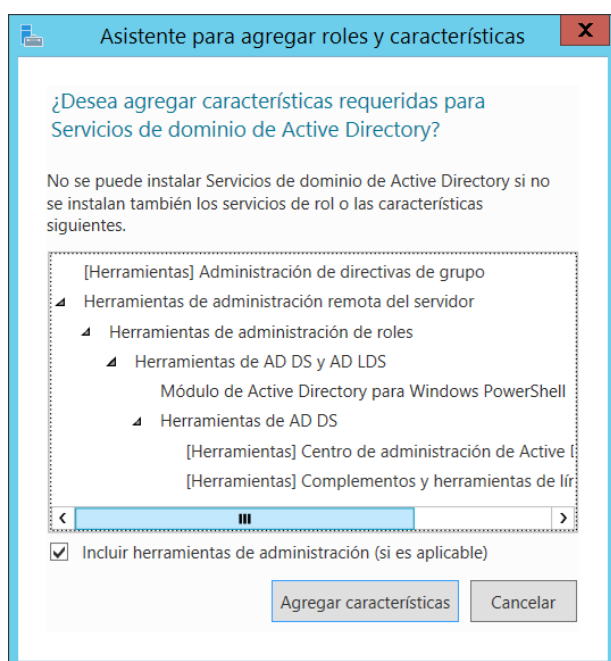 Asistente para agregar roles y características
X
¿Desea agregar características requeridas para
Servicios de dominio de Active Directory?
No se puede instalar Servicios de dominio de Active Directory si no
se instalan también los servicios de rol o las características
siguientes.
[Herramientas] Administración de directivas de grupo
Herramientas de administración remota del servidor
Herramientas de administración de roles
Herramientas de AD DS y AD LDS
Módulo de Active Directory para Windows PowerShell
Herramientas de AD DS
[Herramientas] Centro de administración de Active
[Herramientas] Complementos y herramientas de
Incluir herramientas de administración (si es aplicable)
Agregar características
Cancelar